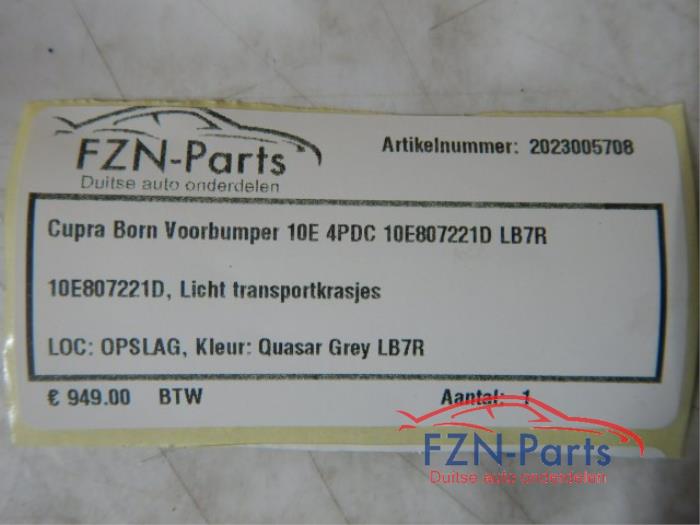 FZN-Parts
Duitse auto onderdelen
Artikelnummer: 2023005708
Cupra Born Voorbumper 10E 4PDC 10E807221D LB7R
10E807221D, Licht transportkrasjes
LOC: OPSLAG, Kleur: Quasar Grey LB7R
€ 949.00 BTW Aantal: 1
FZN-Parts
Duitse auto onderdelen